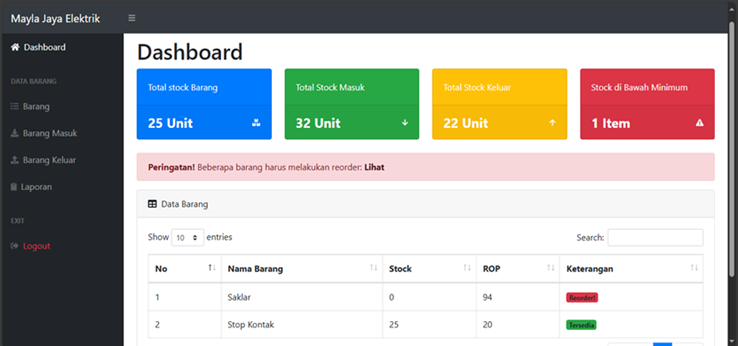 Mayla Jaya Elektrik
Dashboard
DATA BARANG
Barang
Barang Masuk
Barang Keluar
Laporan
EXIT
Logout
Dashboard
Total stock Barang
25 Unit
Total Stock Masuk
32 Unit
Total Stock Keluar
22 Unit
Stock di Bawah Minimum
1 Item
Peringatan! Beberapa barang harus melakukan reorder: Lihat
Data Barang
Show 10 entries Search:
No Nama Barang Stock ROP Keterangan
1 Saklar 0 94 Reorder!
2 Stop Kontak 25 20 Tersedia